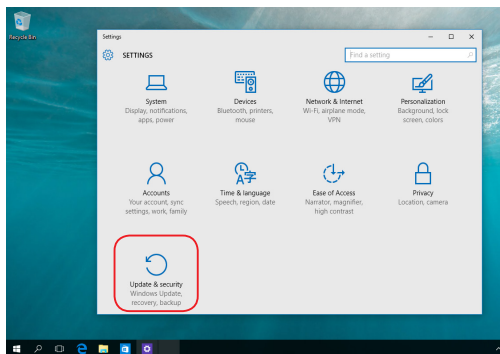 Recycle Bin
Settings
SETTINGS
Find a setting
System
Display, notifications,
apps, power
Devices
Bluetooth, printers,
mouse
Network & Internet
Wi-Fi, airplane mode,
VPN
Personalization
Background, lock
screen, colors
Accounts
Your account, sync
settings, work, family
Time & language
Speech, region, date
Ease of Access
Narrator, magnifier,
high contrast
Privacy
Location, camera
Update & security
Windows Update,
recovery, backup